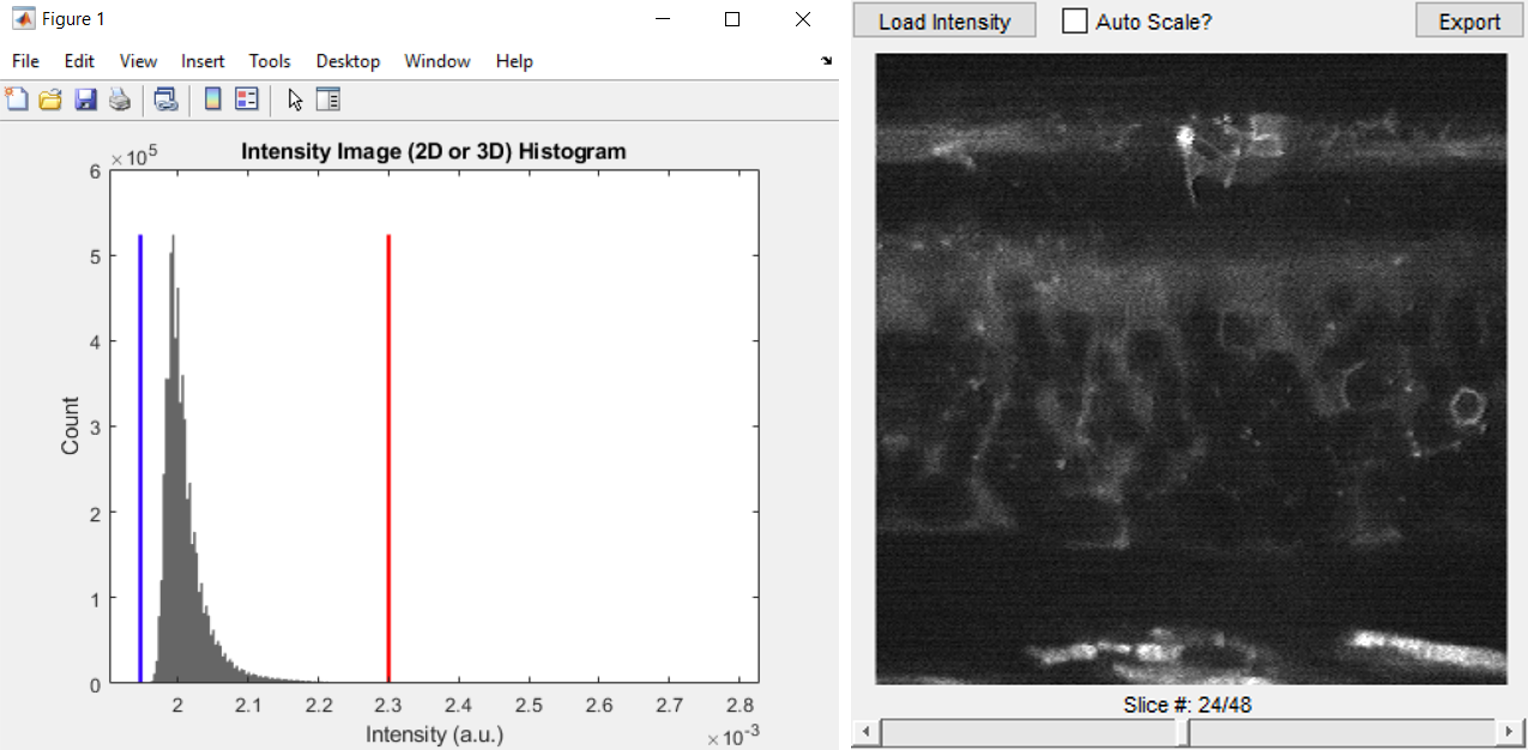 Figure 1
File Edit View Insert Tools Desktop Window Help
Intensity Image (2D or 3D) Histogram
×10^5
6
5
4
3
2
1
0
Count
2 2.1 2.2 2.3 2.4 2.5 2.6 2.7 2.8
Intensity (a.u.)
×10^-3
Load Intensity Auto Scale? Export
Slice #: 24/48